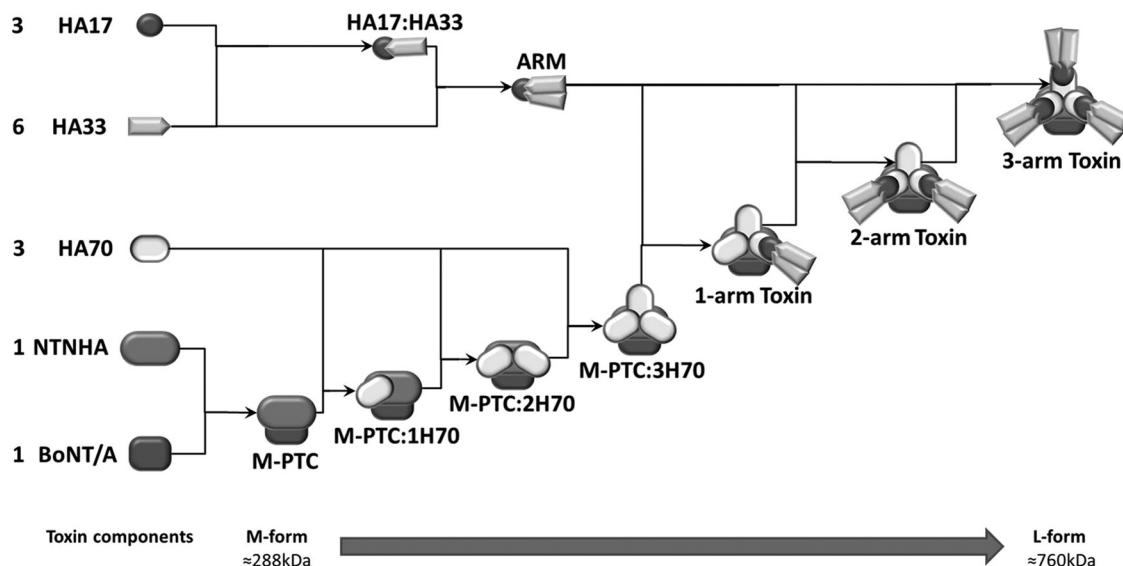 3 HA17
HA17:HA33
ARM
6 HA33
3-arm Toxin
2-arm Toxin
3 HA70
1-arm Toxin
1 NTNHA
M-PTC:3H70
M-PTC:2H70
M-PTC:1H70
1 BoNT/A
M-PTC
Toxin components M-form L-form
≈288kDa ≈760kDa